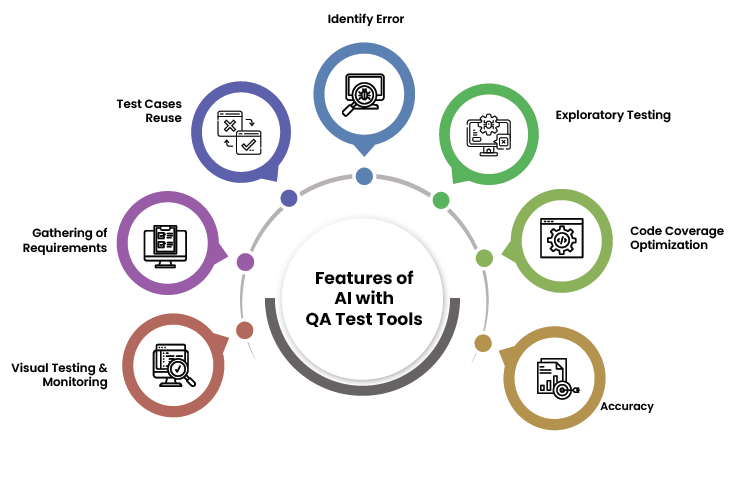 Identify Error
Test Cases
Reuse
Exploratory Testing
Gathering of
Requirements
Code Coverage
Optimization
Features of
AI with
QA Test Tools
Visual Testing &
Monitoring
Accuracy